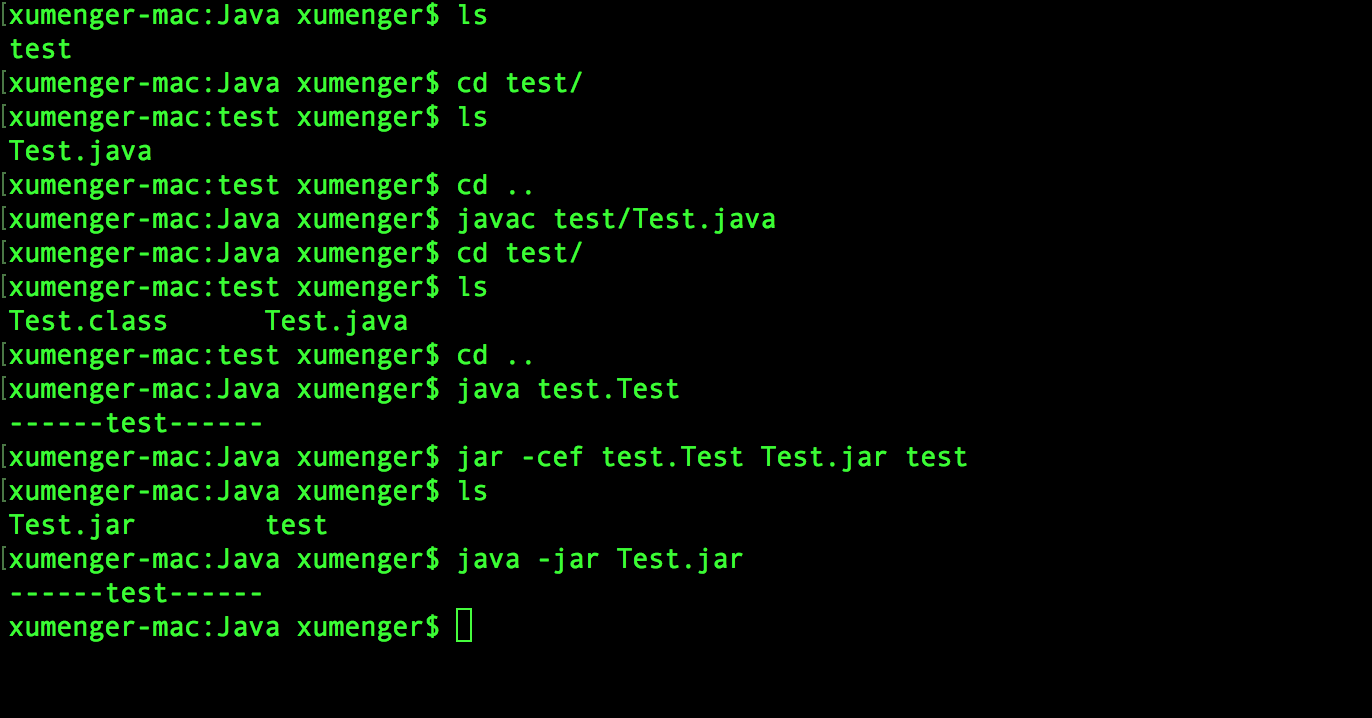 [xumenger-mac:Java xumenger$ ls
test
[xumenger-mac:Java xumenger$ cd test/
[xumenger-mac:test xumenger$ ls
Test.java
[xumenger-mac:test xumenger$ cd ..
[xumenger-mac:Java xumenger$ javac test/Test.java
[xumenger-mac:Java xumenger$ cd test/
[xumenger-mac:test xumenger$ ls
Test.class      Test.java
[xumenger-mac:test xumenger$ cd ..
[xumenger-mac:Java xumenger$ java test.Test
------test------
[xumenger-mac:Java xumenger$ jar -cef test.Test Test.jar test
[xumenger-mac:Java xumenger$ ls
Test.jar        test
[xumenger-mac:Java xumenger$ java -jar Test.jar
------test------
xumenger-mac:Java xumenger$